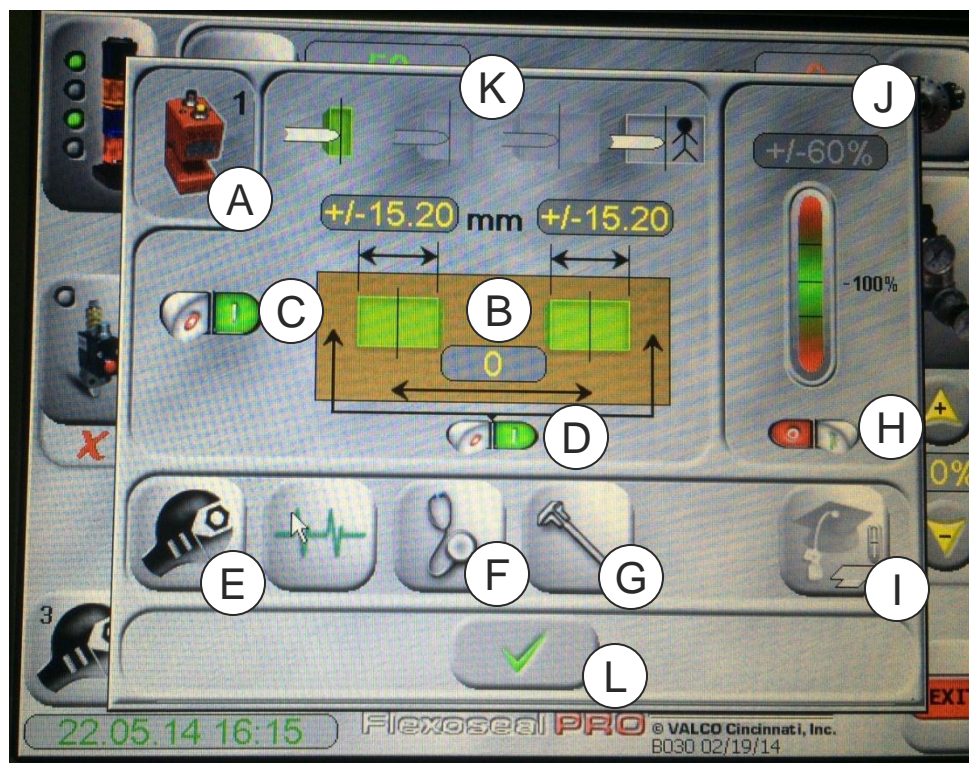 K
J
1
A
+/-60%
+/-15.20 mm +/-15.20
C
B
-100%
0
D
H
+
0%
-
E
F
G
I
3
L
EXI
22.05.14 16:15
Flexoseal PRO © VALCO Cincinnati, Inc.
B030 02/19/14